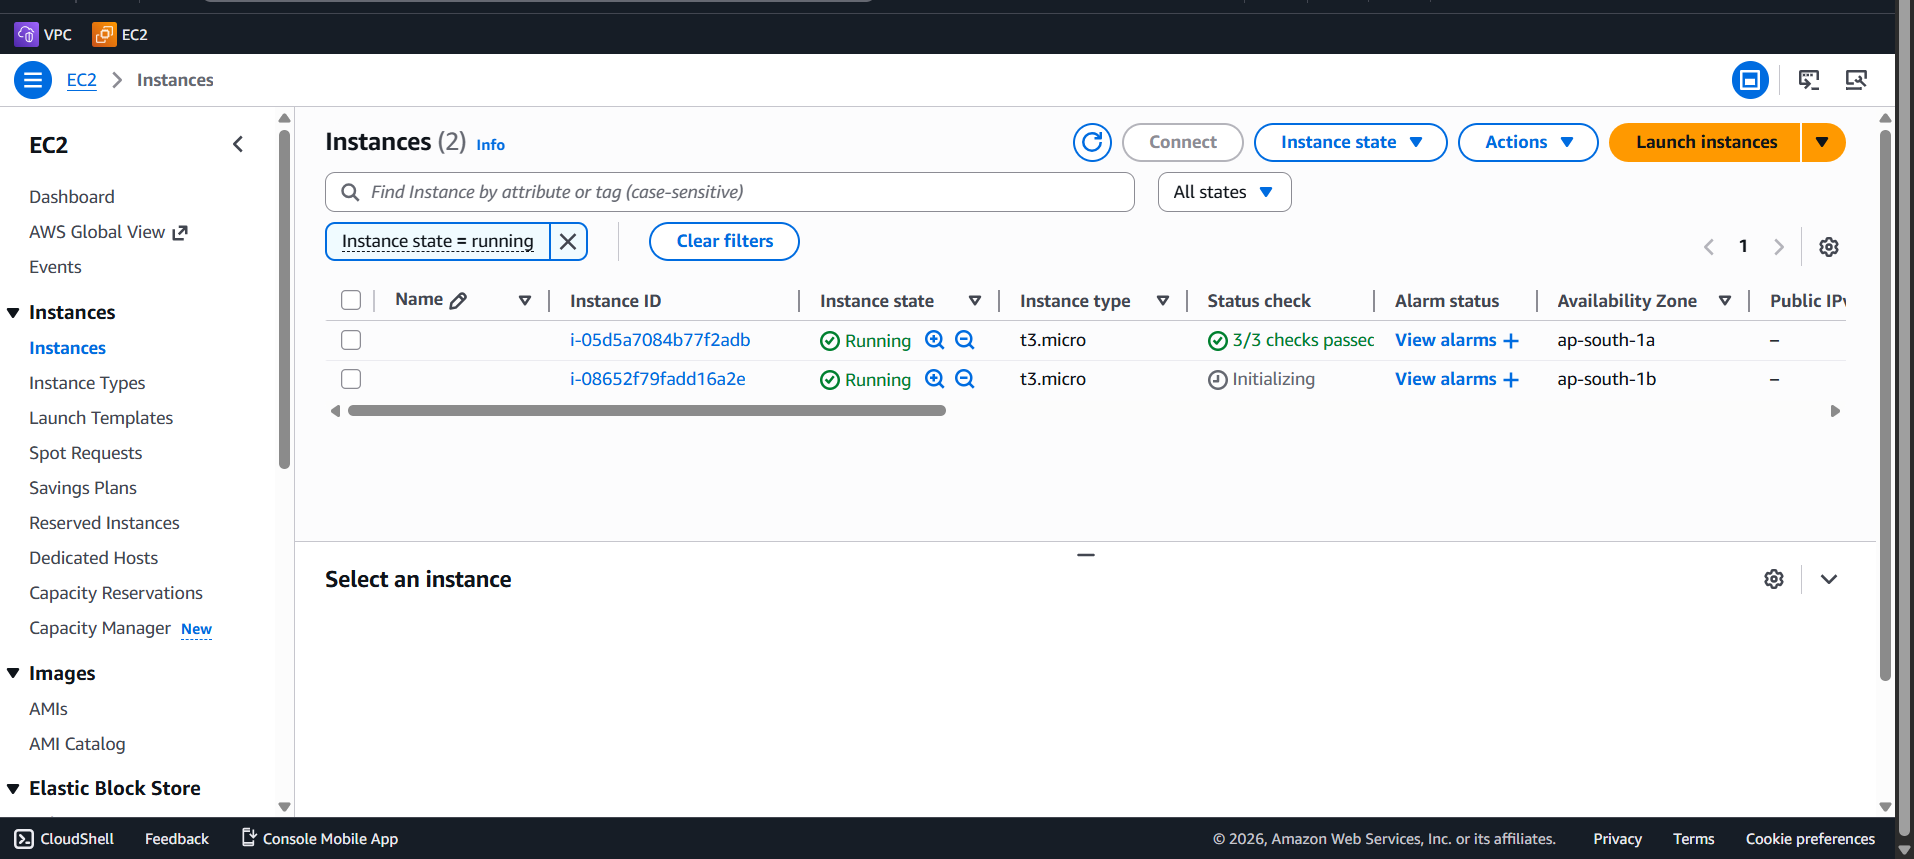 VPC EC2
EC2 Instances
EC2
Dashboard
AWS Global View
Events
Instances
Instances
Instance Types
Launch Templates
Spot Requests
Savings Plans
Reserved Instances
Dedicated Hosts
Capacity Reservations
Capacity Manager New
Images
AMIs
AMI Catalog
Elastic Block Store
Instances (2) Info
Connect Instance state Actions Launch instances
Find Instance by attribute or tag (case-sensitive) All states
Instance state = running Clear filters
1
Name Instance ID Instance state Instance type Status check Alarm status Availability Zone Public
i-05d5a7084b77f2adb Running t3.micro 3/3 checks View alarms + ap-south-1a –
i-08652f79fadd16a2e Running t3.micro Initializing View alarms + ap-south-1b –
Select an instance
CloudShell Feedback Console Mobile App © 2026, Amazon Web Services, Inc. or its affiliates. Privacy Terms Cookie preferences